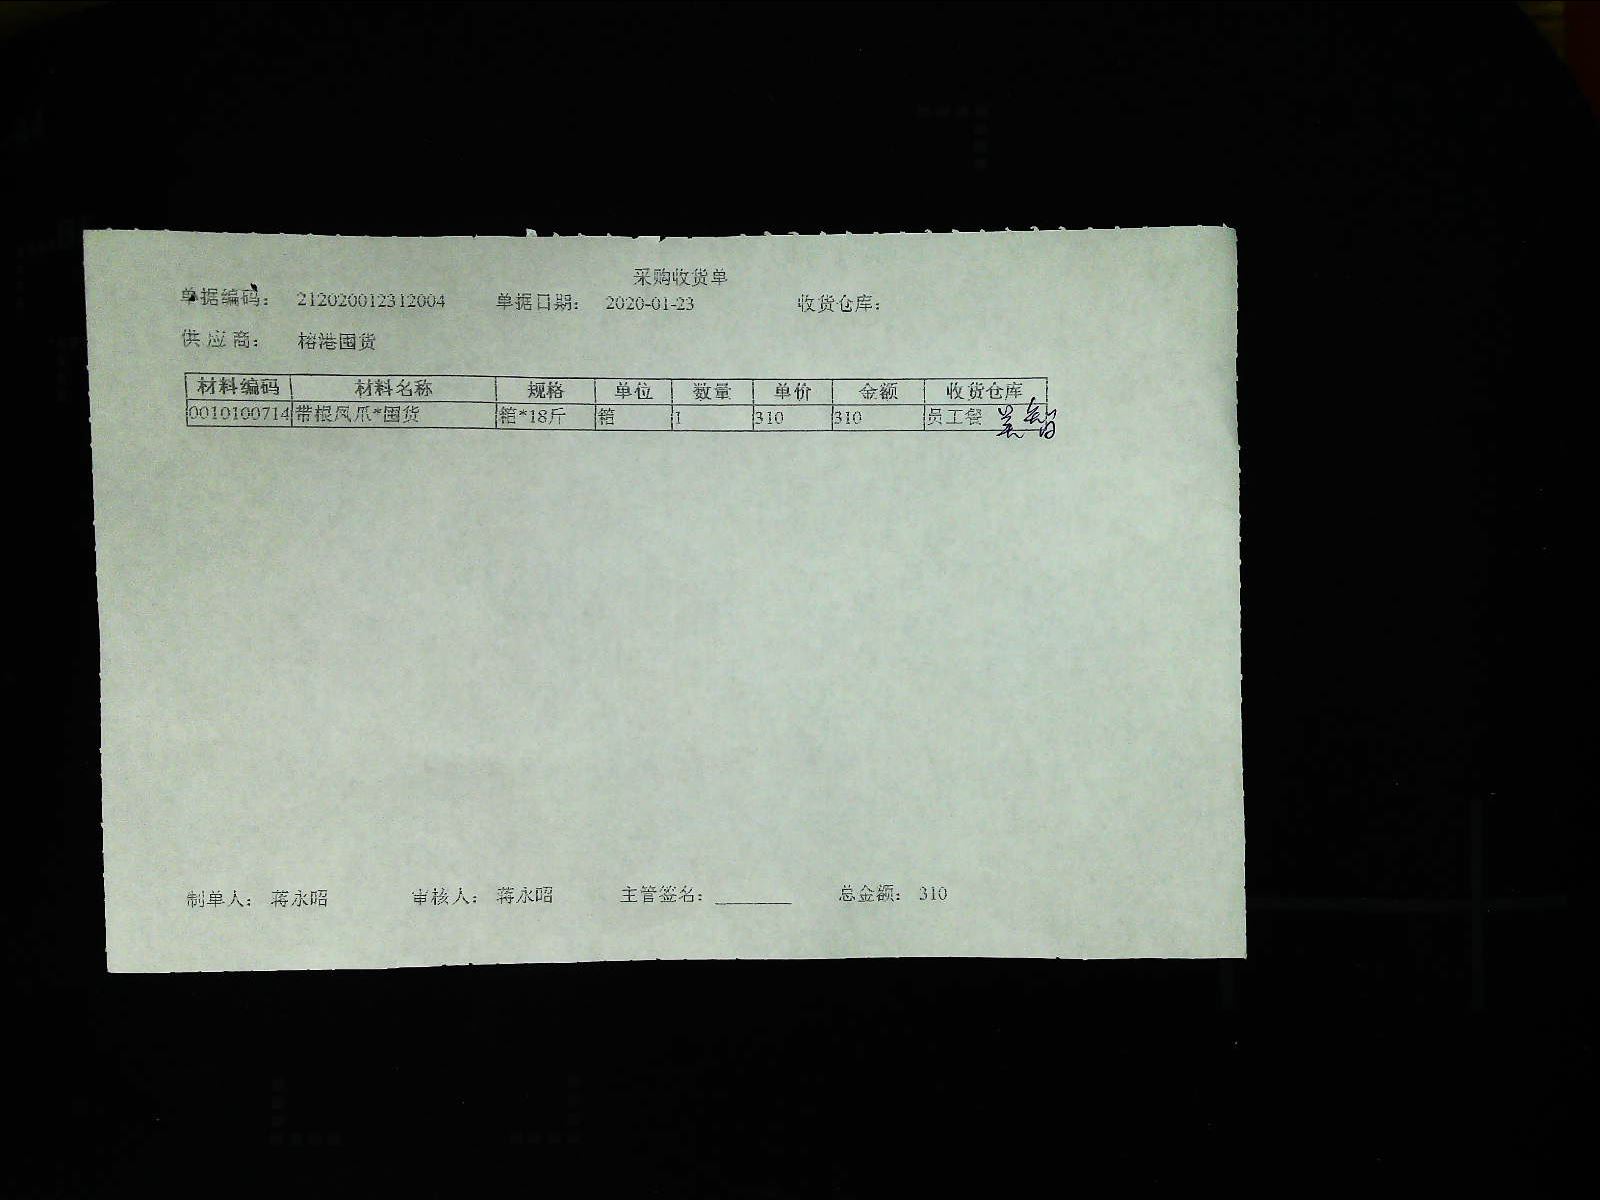 采购收货单
单据编码： 212020012312004 单据日期： 2020-01-23 收货仓库：
供应商： 榕港囤货
材料编码 材料名称 规格 单位 数量 单价 金额 收货仓库
0010100714 带根凤爪*囤货 箱*18斤 箱 1 310 310 员工餐
制单人： 蒋永昭 审核人： 蒋永昭 主管签名： 总金额： 310